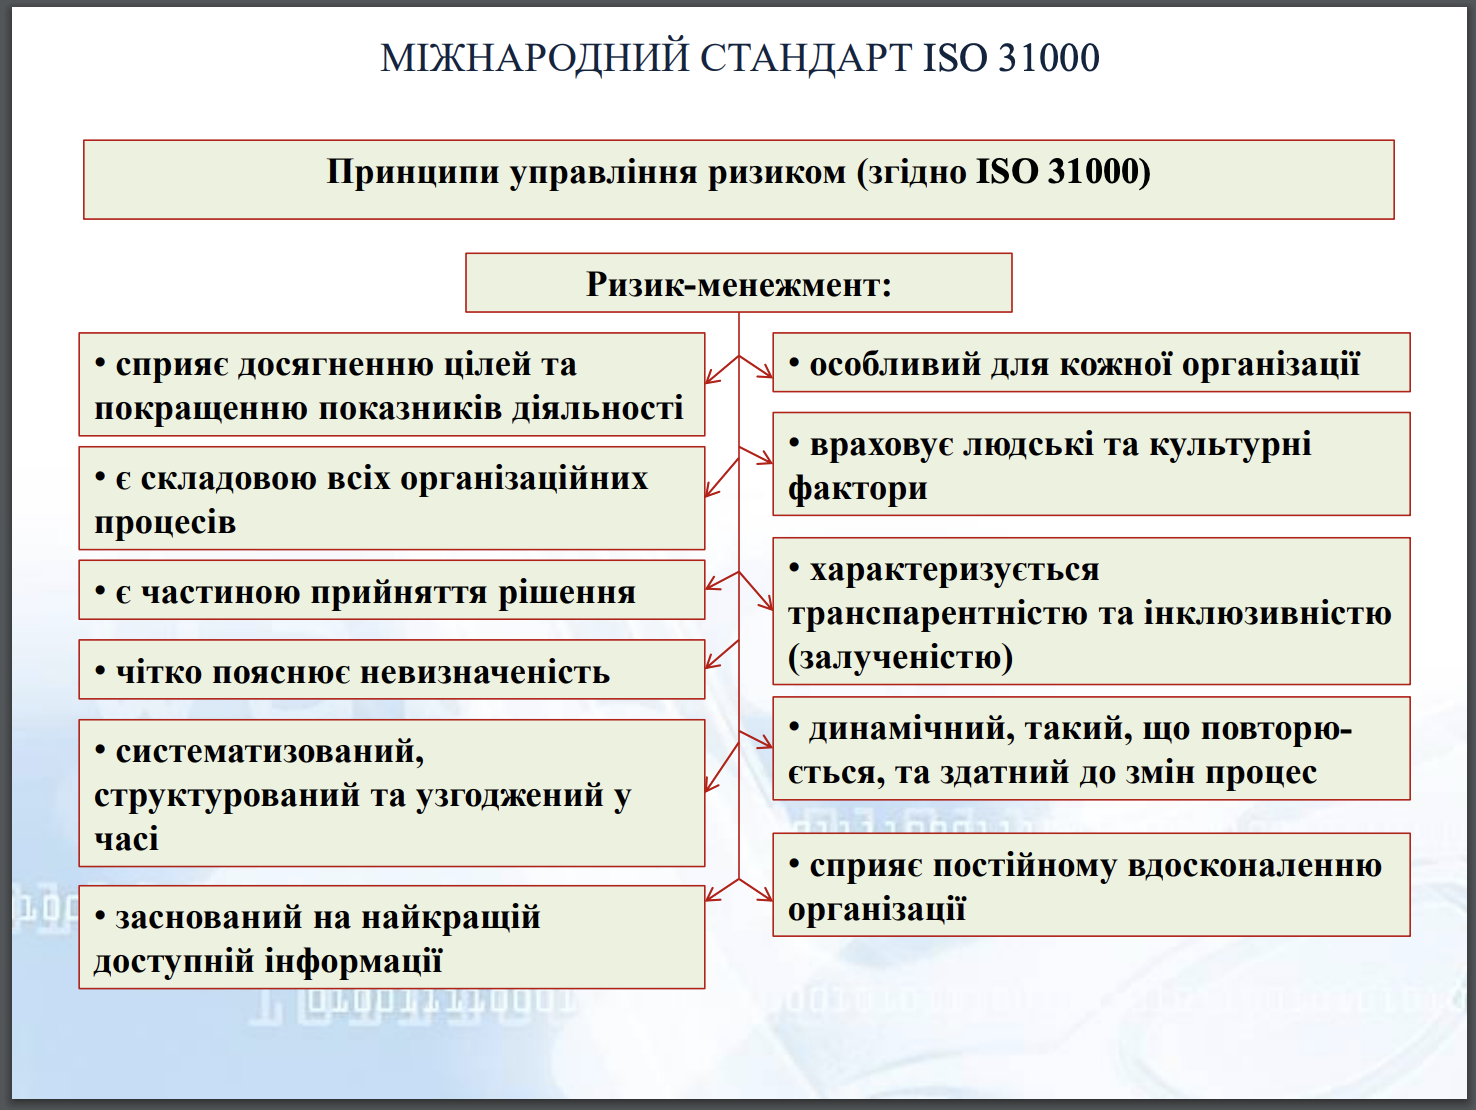 МІЖНАРОДНИЙ СТАНДАРТ ISO 31000
Принципи управління ризиком (згідно ISO 31000)
Ризик-менежмент:
• сприяє досягненню цілей та
покращенню показників діяльності
• є складовою всіх організаційних
процесів
• є частиною прийняття рішення
• чітко пояснює невизначеність
• систематизований,
структурований та узгоджений у
часі
• заснований на найкращій
доступній інформації
• особливий для кожної організації
• враховує людські та культурні
фактори
• характеризується
транспарентністю та інклюзивністю
(залученістю)
• динамічний, такий, що повторю-
ється, та здатний до змін процес
• сприяє постійному вдосконаленню
організації